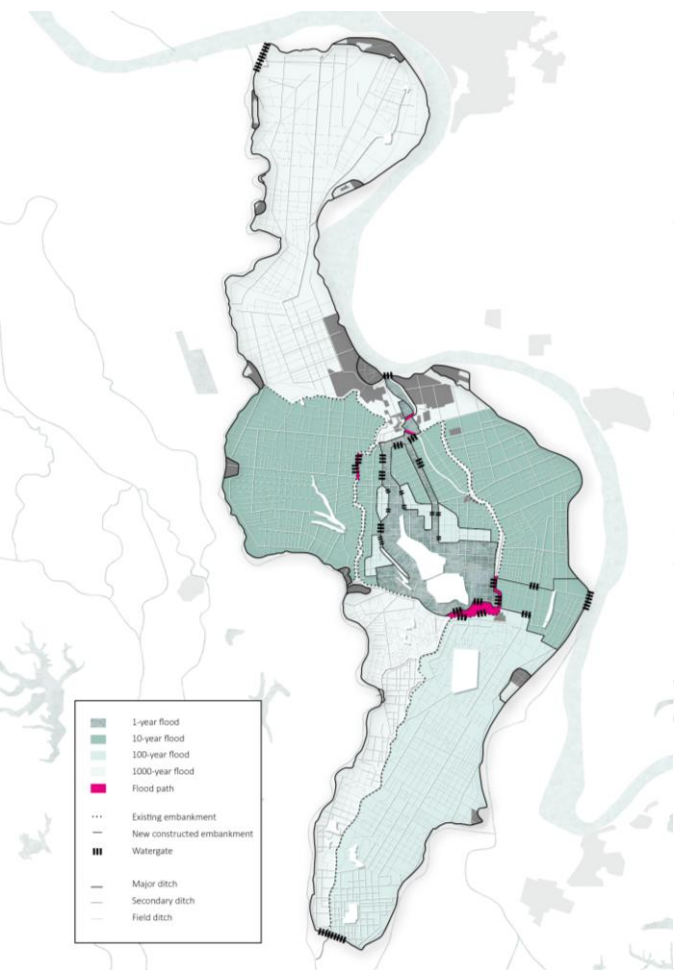 1-year flood
10-year flood
100-year flood
1000-year flood
Flood path
Existing embankment
New constructed embankment
Watergate
Major ditch
Secondary ditch
Field ditch